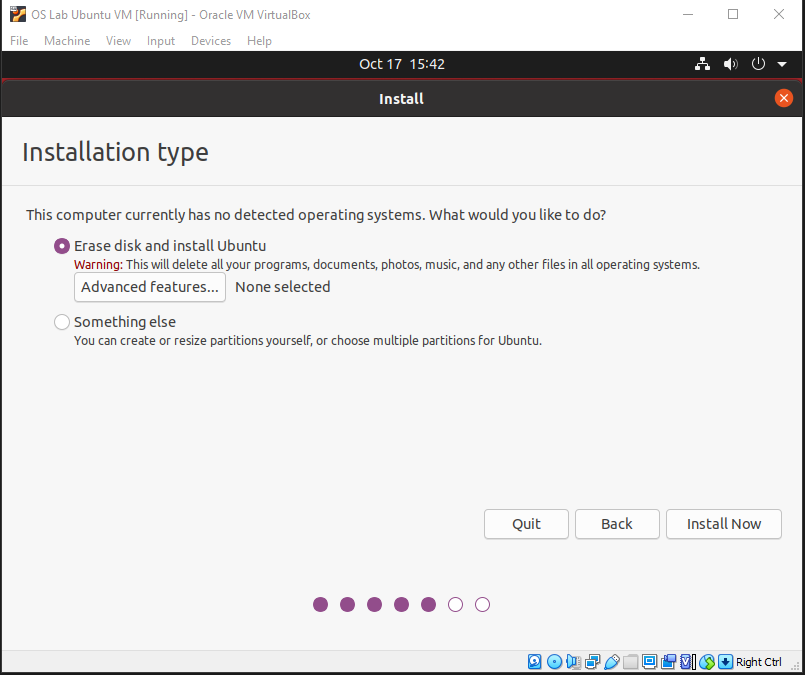 OS Lab Ubuntu VM [Running] - Oracle VM VirtualBox
File Machine View Input Devices Help
Oct 17 15:42
Install
Installation type
This computer currently has no detected operating systems. What would you like to do?
Erase disk and install Ubuntu
Warning: This will delete all your programs, documents, photos, music, and any other files in all operating systems.
Advanced features... None selected
Something else
You can create or resize partitions yourself, or choose multiple partitions for Ubuntu.
Quit Back Install Now
Right Ctrl